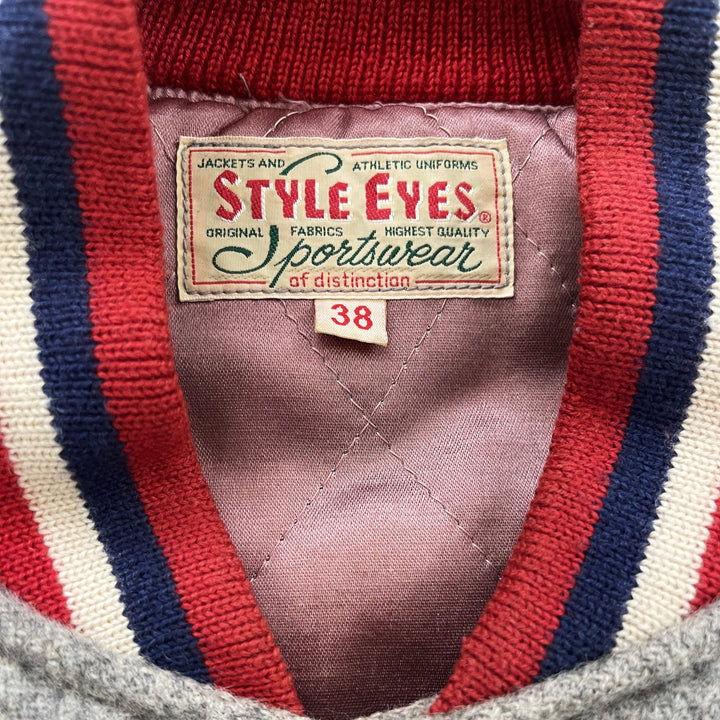 JACKETS AND ATHLETIC UNIFORMS
STYLE EYES®
ORIGINAL FABRICS HIGHEST QUALITY
Sportswear
of distinction
38